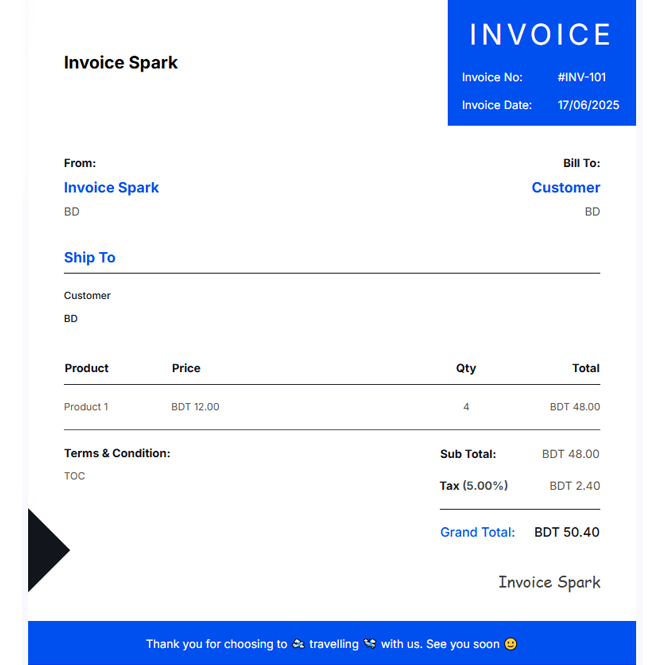 INVOICE
Invoice Spark
Invoice No: #INV-101
Invoice Date: 17/06/2025
From: Bill To:
Invoice Spark Customer
BD BD
Ship To
Customer
BD
Product Price Qty Total
Product 1 BDT 12.00 4 BDT 48.00
Terms & Condition: Sub Total: BDT 48.00
TOC
Tax (5.00%) BDT 2.40
Grand Total: BDT 50.40
Invoice Spark
Thank you for choosing to travelling with us. See you soon